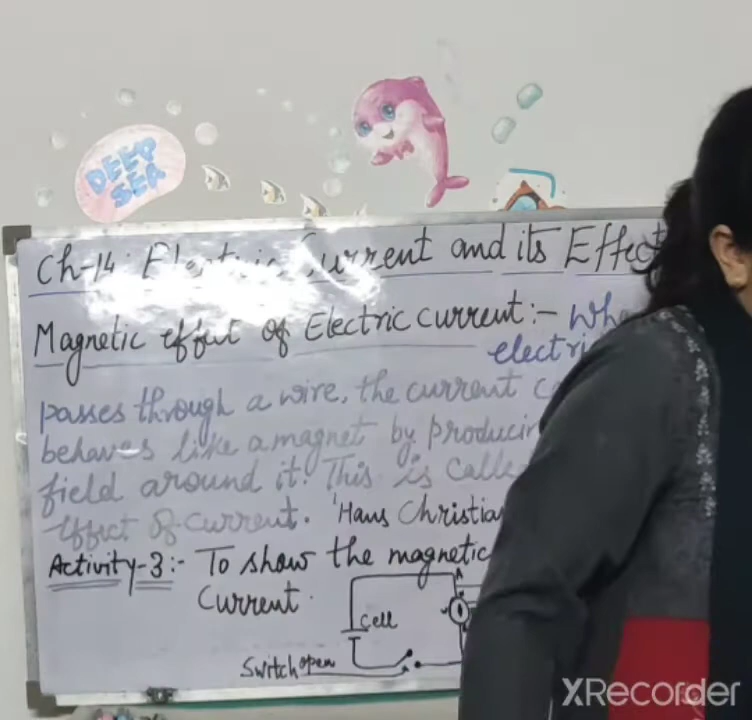 DEEP
SEA
Ch-14: Electric Current and its Effect
Magnetic effect of Electric current:-
electri
passes through a wire, the current
behaves like a magnet by producin
field around it. This is calle
effect of current. 'Hans Christian
Activity-3:- To show the magnetic
Current.
Cell
Switch open
XRecorder